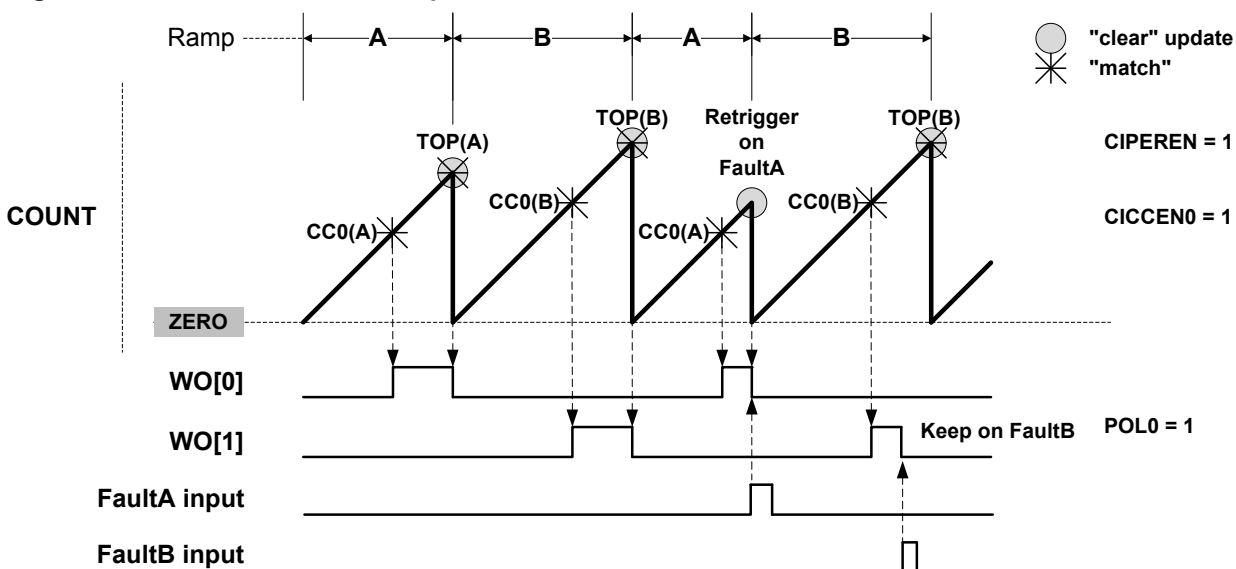 Ramp A B A B "clear" update
"match"
TOP(A) TOP(B) Retrigger
on
FaultA TOP(B) CIPEREN = 1
COUNT CC0(A) CC0(B) CC0(A) CC0(B) CICCEN0 = 1
ZERO
WO[0]
WO[1] Keep on FaultB POL0 = 1
FaultA input
FaultB input